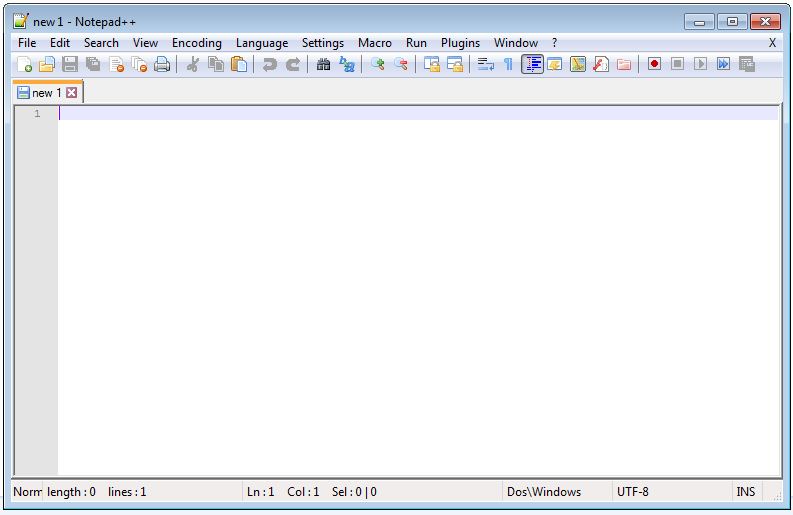 new 1 - Notepad++
File Edit Search View Encoding Language Settings Macro Run Plugins Window ? X
new 1
1
Norm length : 0 lines : 1 Ln : 1 Col : 1 Sel : 0 | 0 Dos\Windows UTF-8 INS